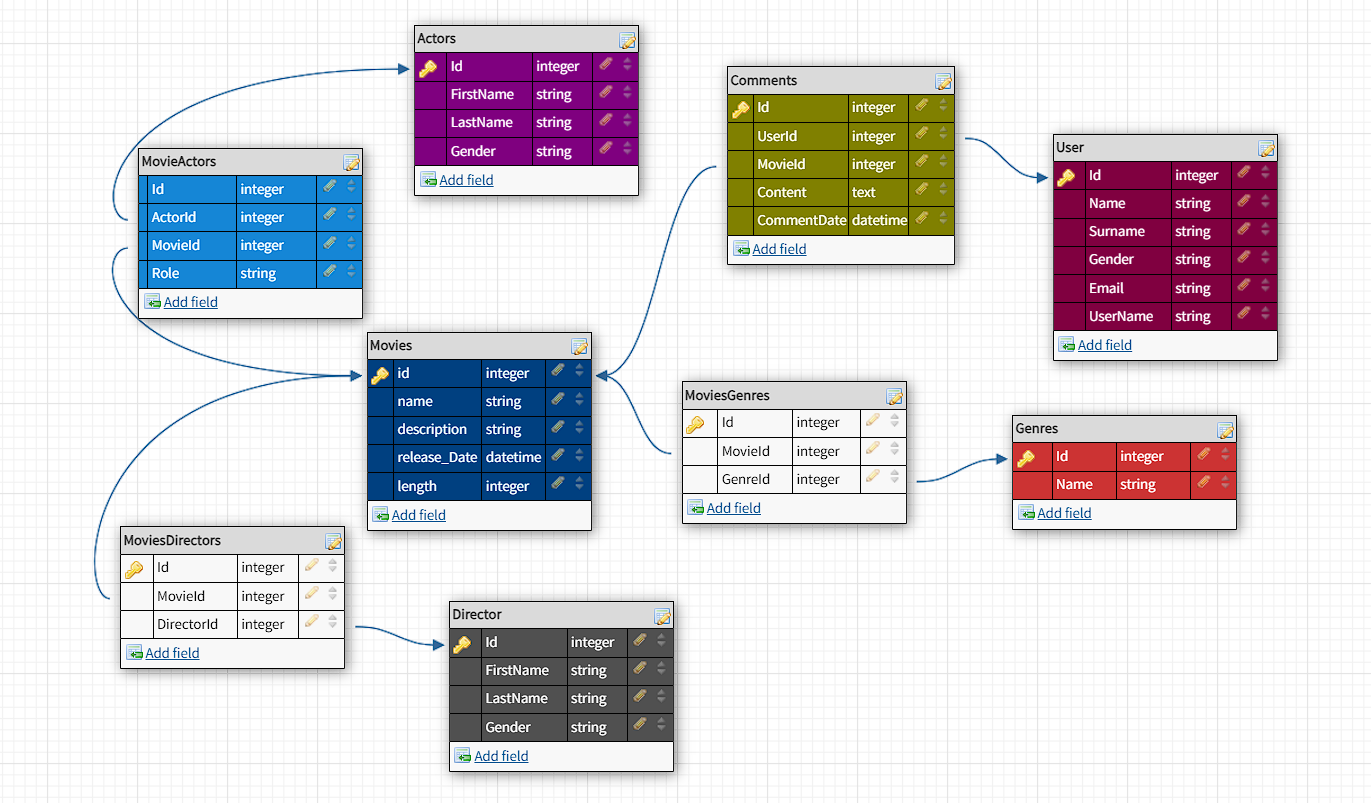 Actors
Id integer
FirstName string
LastName string
Gender string
Add field
Comments
Id integer
UserId integer
MovieId integer
Content text
CommentDate datetime
Add field
User
Id integer
Name string
Surname string
Gender string
Email string
UserName string
Add field
MovieActors
Id integer
ActorId integer
MovieId integer
Role string
Add field
Movies
id integer
name string
description string
release_Date datetime
length integer
Add field
MoviesGenres
Id integer
MovieId integer
GenreId integer
Add field
Genres
Id integer
Name string
Add field
MoviesDirectors
Id integer
MovieId integer
DirectorId integer
Add field
Director
Id integer
FirstName string
LastName string
Gender string
Add field